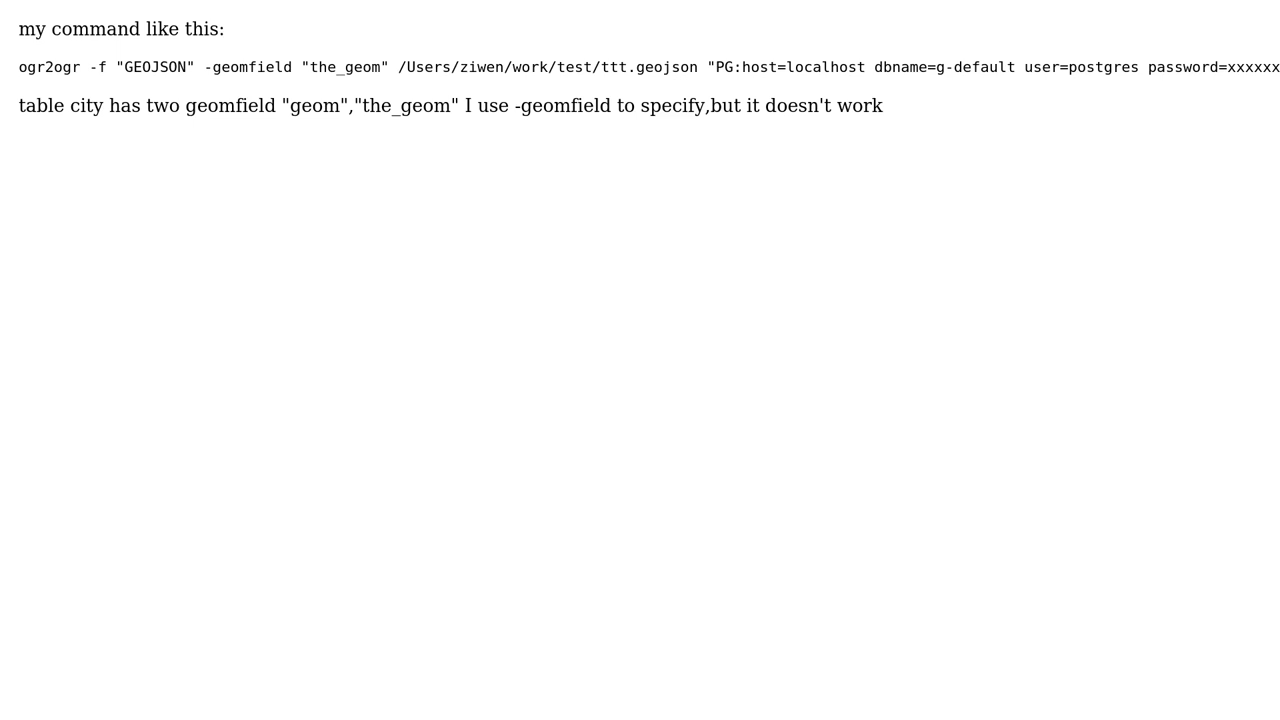 my command like this:
ogr2ogr -f "GEOJSON" -geomfield "the_geom" /Users/ziwen/work/test/ttt.geojson "PG:host=localhost dbname=g-default user=postgres password=xxxxxx
table city has two geomfield "geom","the_geom" I use -geomfield to specify,but it doesn't work